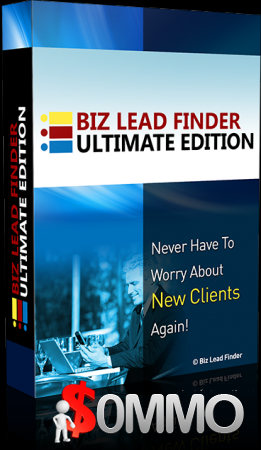 BIZ LEAD FINDER
ULTIMATE EDITION
BIZ LEAD FINDER
ULTIMATE EDITION
Never Have To
Worry About
New Clients
Again!
© Biz Lead Finder
$OMMO